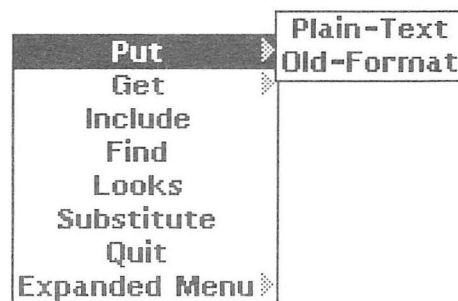 Put
Plain-Text
Old-Format
Get
Include
Find
Looks
Substitute
Quit
Expanded Menu